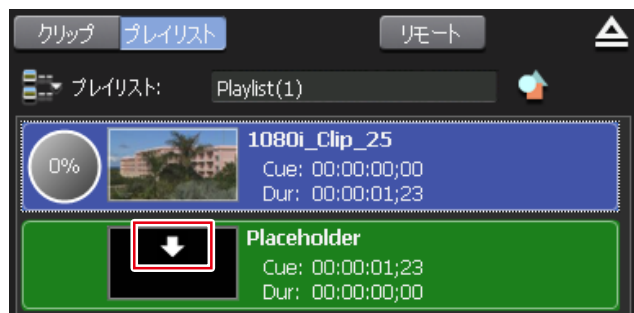 クリップ プレイリスト リモート
プレイリスト: Playlist(1)
0% 1080i_Clip_25
Cue: 00:00:00;00
Dur: 00:00:01;23
Placeholder
Cue: 00:00:01;23
Dur: 00:00:00;00